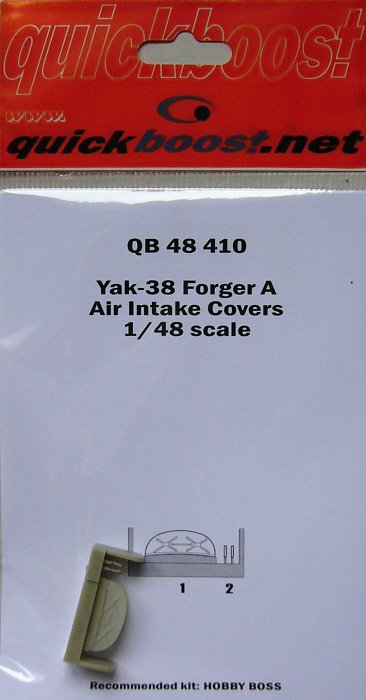 quickboost
www.
quickboost.net
QB 48 410
Yak-38 Forger A
Air Intake Covers
1/48 scale
1 2
Recommended kit: HOBBY BOSS